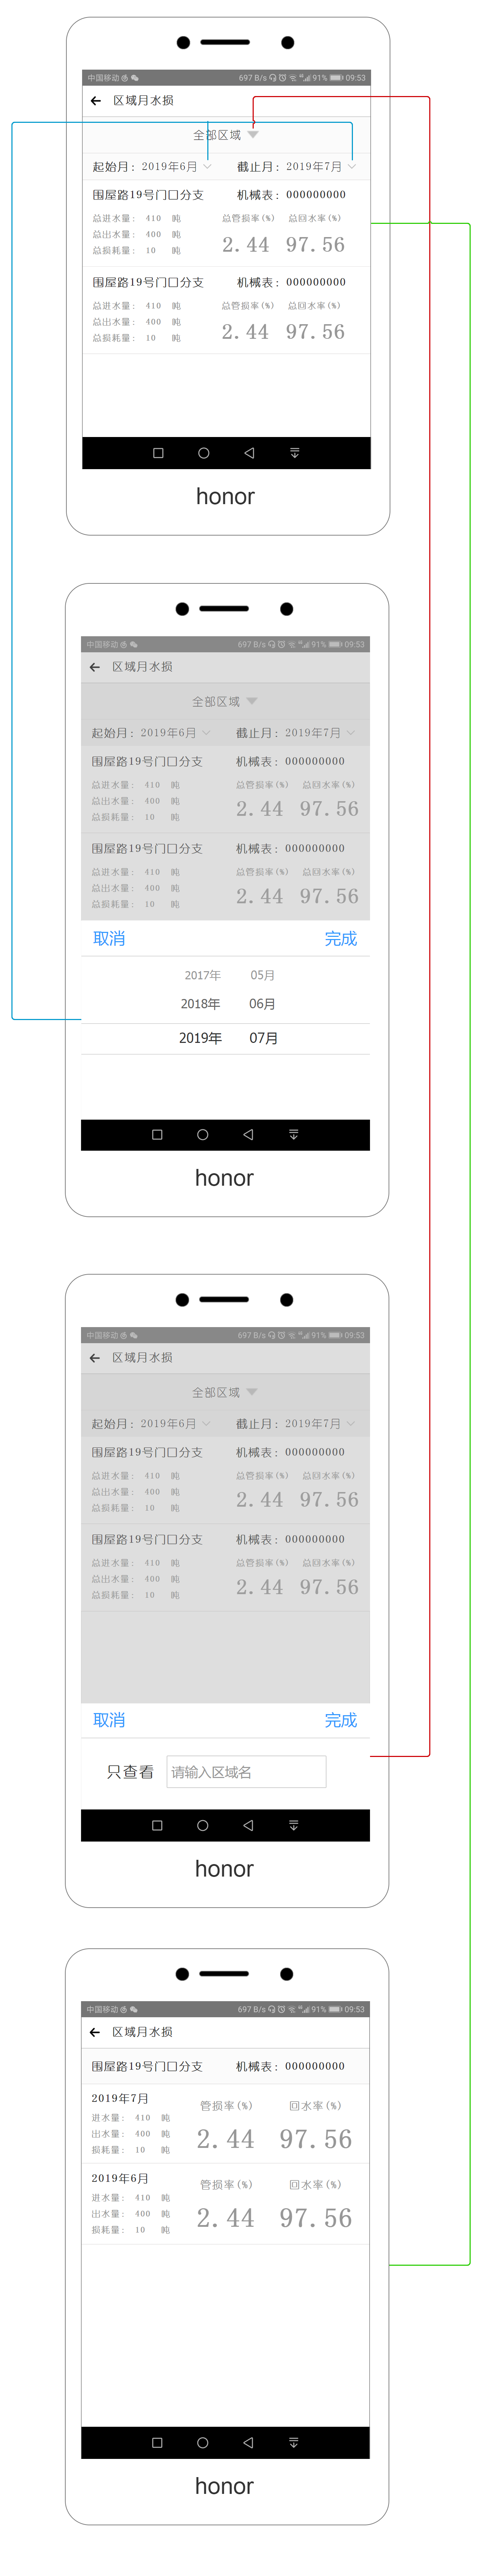 中国移动 697 B/s 46 91% 09:53
区域月水损
全部区域
起始月：2019年6月 截止月：2019年7月
围屋路19号门口分支 机械表：000000000
总进水量： 410 吨 总管损率(%) 总回水率(%)
总出水量： 400 吨 2.44 97.56
总损耗量： 10 吨
围屋路19号门口分支 机械表：000000000
总进水量： 410 吨 总管损率(%) 总回水率(%)
总出水量： 400 吨 2.44 97.56
总损耗量： 10 吨
honor
中国移动 697 B/s 46 91% 09:53
区域月水损
全部区域
起始月：2019年6月 截止月：2019年7月
围屋路19号门口分支 机械表：000000000
总进水量： 410 吨 总管损率(%) 总回水率(%)
总出水量： 400 吨 2.44 97.56
总损耗量： 10 吨
围屋路19号门口分支 机械表：000000000
总进水量： 410 吨 总管损率(%) 总回水率(%)
总出水量： 400 吨 2.44 97.56
总损耗量： 10 吨
取消 完成
2017年 05月
2018年 06月
2019年 07月
honor
中国移动 697 B/s 46 91% 09:53
区域月水损
全部区域
起始月：2019年6月 截止月：2019年7月
围屋路19号门口分支 机械表：000000000
总进水量： 410 吨 总管损率(%) 总回水率(%)
总出水量： 400 吨 2.44 97.56
总损耗量： 10 吨
围屋路19号门口分支 机械表：000000000
总进水量： 410 吨 总管损率(%) 总回水率(%)
总出水量： 400 吨 2.44 97.56
总损耗量： 10 吨
取消 完成
只查看 请输入区域名
honor
中国移动 697 B/s 46 91% 09:53
区域月水损
围屋路19号门口分支 机械表：000000000
2019年7月 管损率(%) 回水率(%)
进水量： 410 吨
出水量： 400 吨 2.44 97.56
损耗量： 10 吨
2019年6月 管损率(%) 回水率(%)
进水量： 410 吨
出水量： 400 吨 2.44 97.56
损耗量： 10 吨
honor